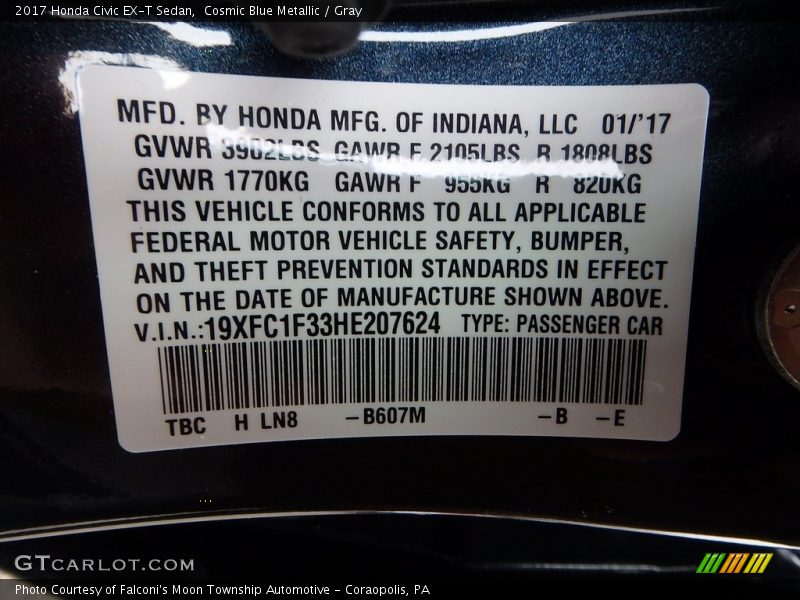 2017 Honda Civic EX-T Sedan,  Cosmic Blue Metallic / Gray
MFD. BY HONDA MFG. OF INDIANA, LLC 01/'17
GVWR 3902LBS GAWR F 2105LBS R 1808LBS
GVWR 1770KG GAWR F 955KG R 820KG
THIS VEHICLE CONFORMS TO ALL APPLICABLE
FEDERAL MOTOR VEHICLE SAFETY, BUMPER,
AND THEFT PREVENTION STANDARDS IN EFFECT
ON THE DATE OF MANUFACTURE SHOWN ABOVE.
V.I.N.:19XFC1F33HE207624 TYPE: PASSENGER CAR
TBC H LN8 -B607M -B -E
GTCARLOT.COM
Photo Courtesy of Falconi's Moon Township Automotive - Coraopolis, PA